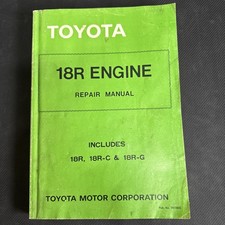 TOYOTA
18R ENGINE
REPAIR MANUAL
INCLUDES
18R, 18R-C & 18R-G
TOYOTA MOTOR CORPORATION